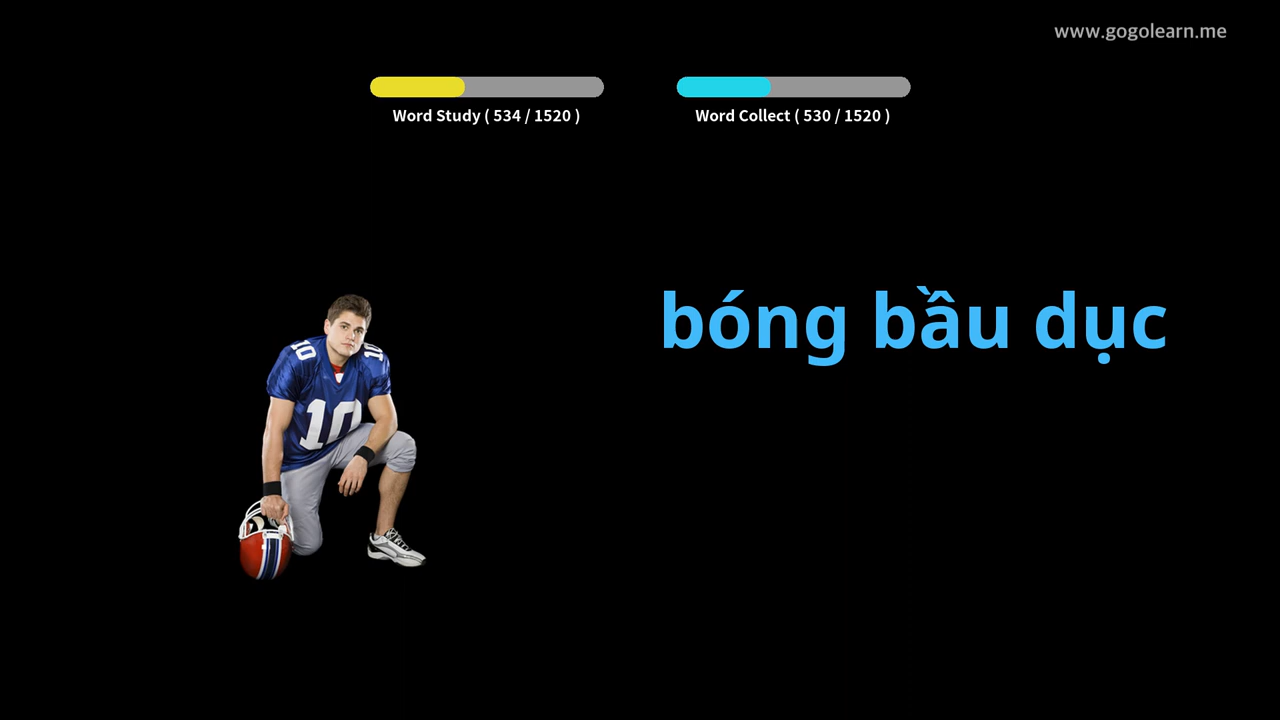 www.gogolearn.me
Word Study ( 534 / 1520 )
Word Collect ( 530 / 1520 )
bóng bầu dục
10
10
10